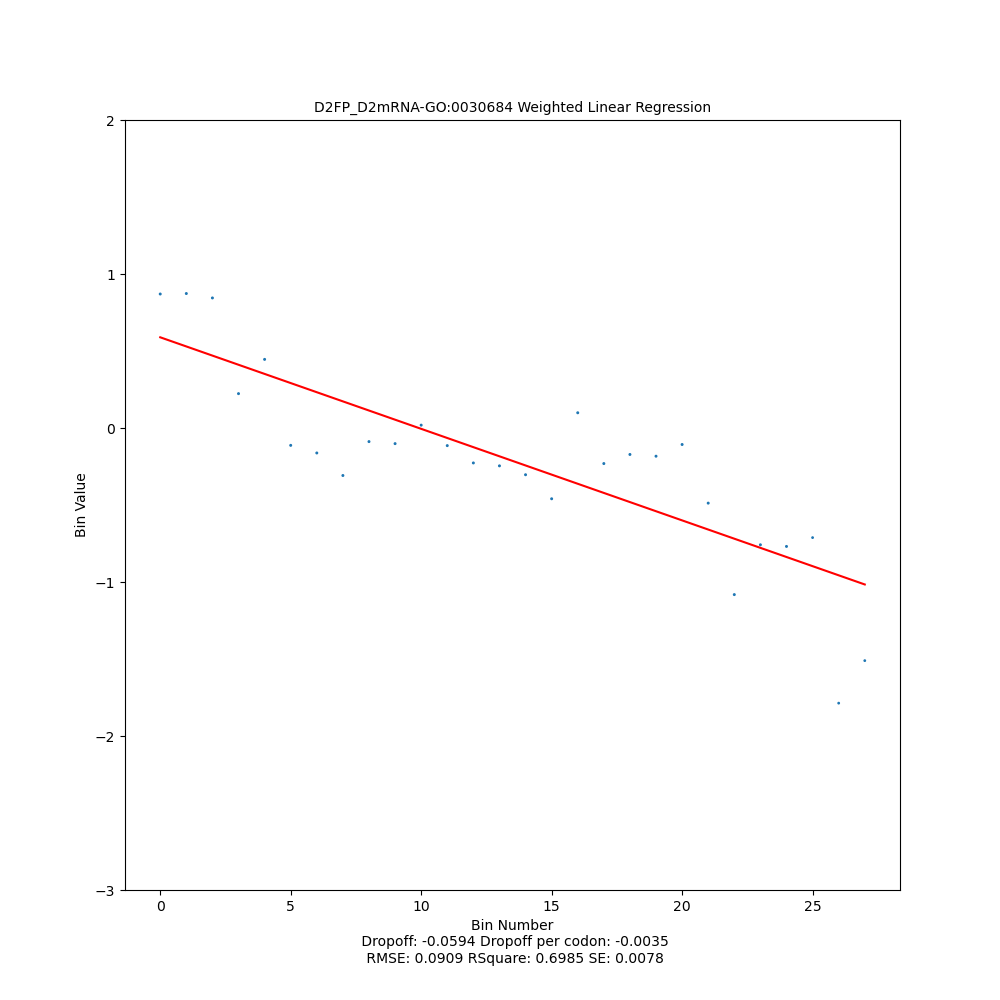 D2FP_D2mRNA-GO:0030684 Weighted Linear Regression
2
1
0
−1
−2
−3
Bin Value
0 5 10 15 20 25
Bin Number
Dropoff: -0.0594 Dropoff per codon: -0.0035
RMSE: 0.0909 RSquare: 0.6985 SE: 0.0078